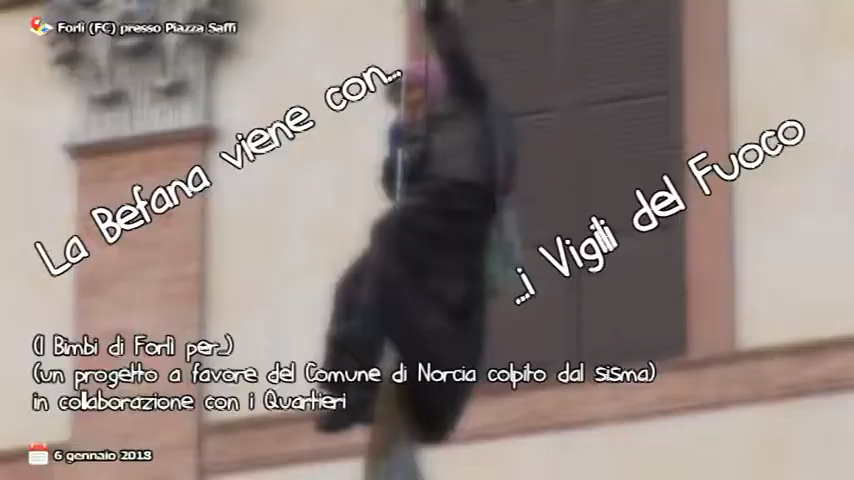 Forlì (FC) presso Piazza Saffi
La Befana viene con...
...i Vigili del Fuoco
(I Bimbi di Forlì per...)
(un progetto a favore del Comune di Norcia colpito dal sisma)
in collaborazione con i Quartieri
6 gennaio 2018